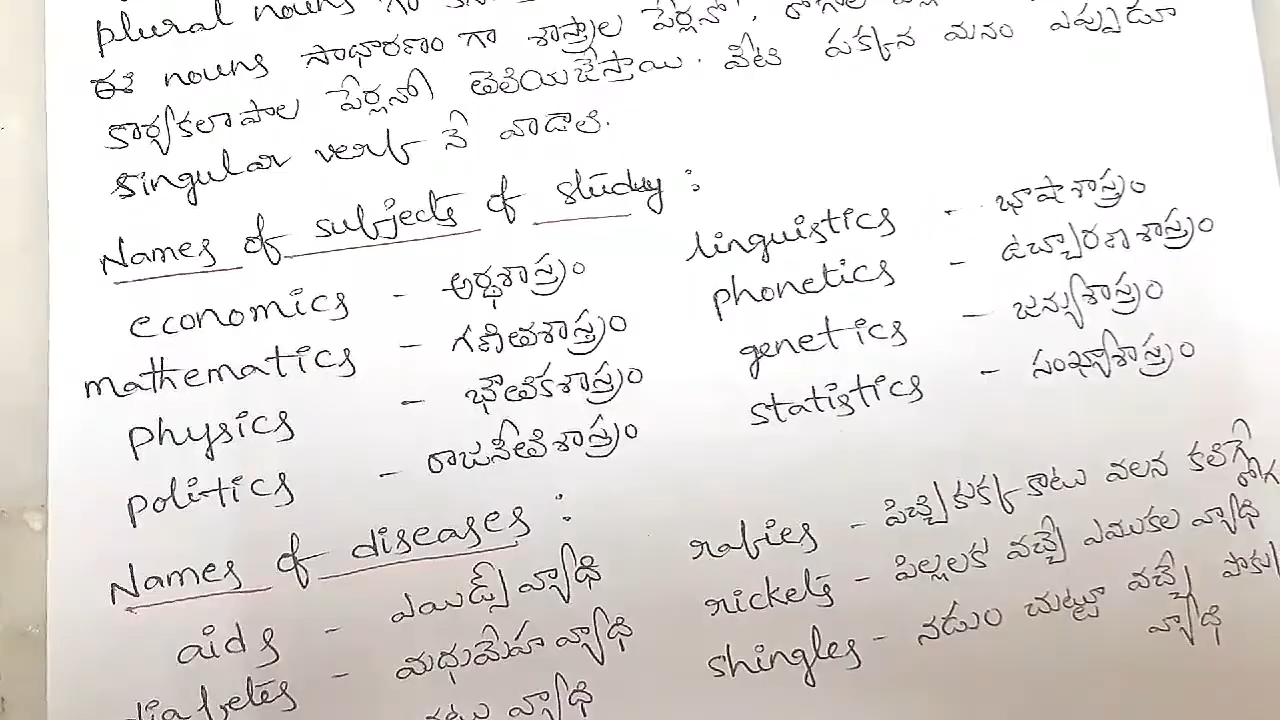 plural nouns గా
ఈ nouns సాధారణం గా శాస్త్రాల పేర్లనో,
కార్యకలాపాల పేర్లనో తెలియజేస్తాయి. వీటి పక్కన మనం ఎప్పుడూ
singular verb నే వాడాలి.
Names of subjects of study :
economics - అర్థశాస్త్రం
mathematics - గణితశాస్త్రం
physics - భౌతికశాస్త్రం
politics - రాజనీతిశాస్త్రం
linguistics - భాషాశాస్త్రం
phonetics - ఉచ్చారణశాస్త్రం
genetics - జన్యుశాస్త్రం
statistics - సంఖ్యాశాస్త్రం
Names of diseases :
aids - ఎయిడ్స్ వ్యాధి
diabetes - మధుమేహ వ్యాధి
వ్యాధి
rabies - పిచ్చికుక్క కాటు వలన కలిగే రోగ
rickets - పిల్లలకి వచ్చే ఎముకల వ్యాధి
shingles - నడుం చుట్టూ వచ్చే పొకు
వ్యాధి